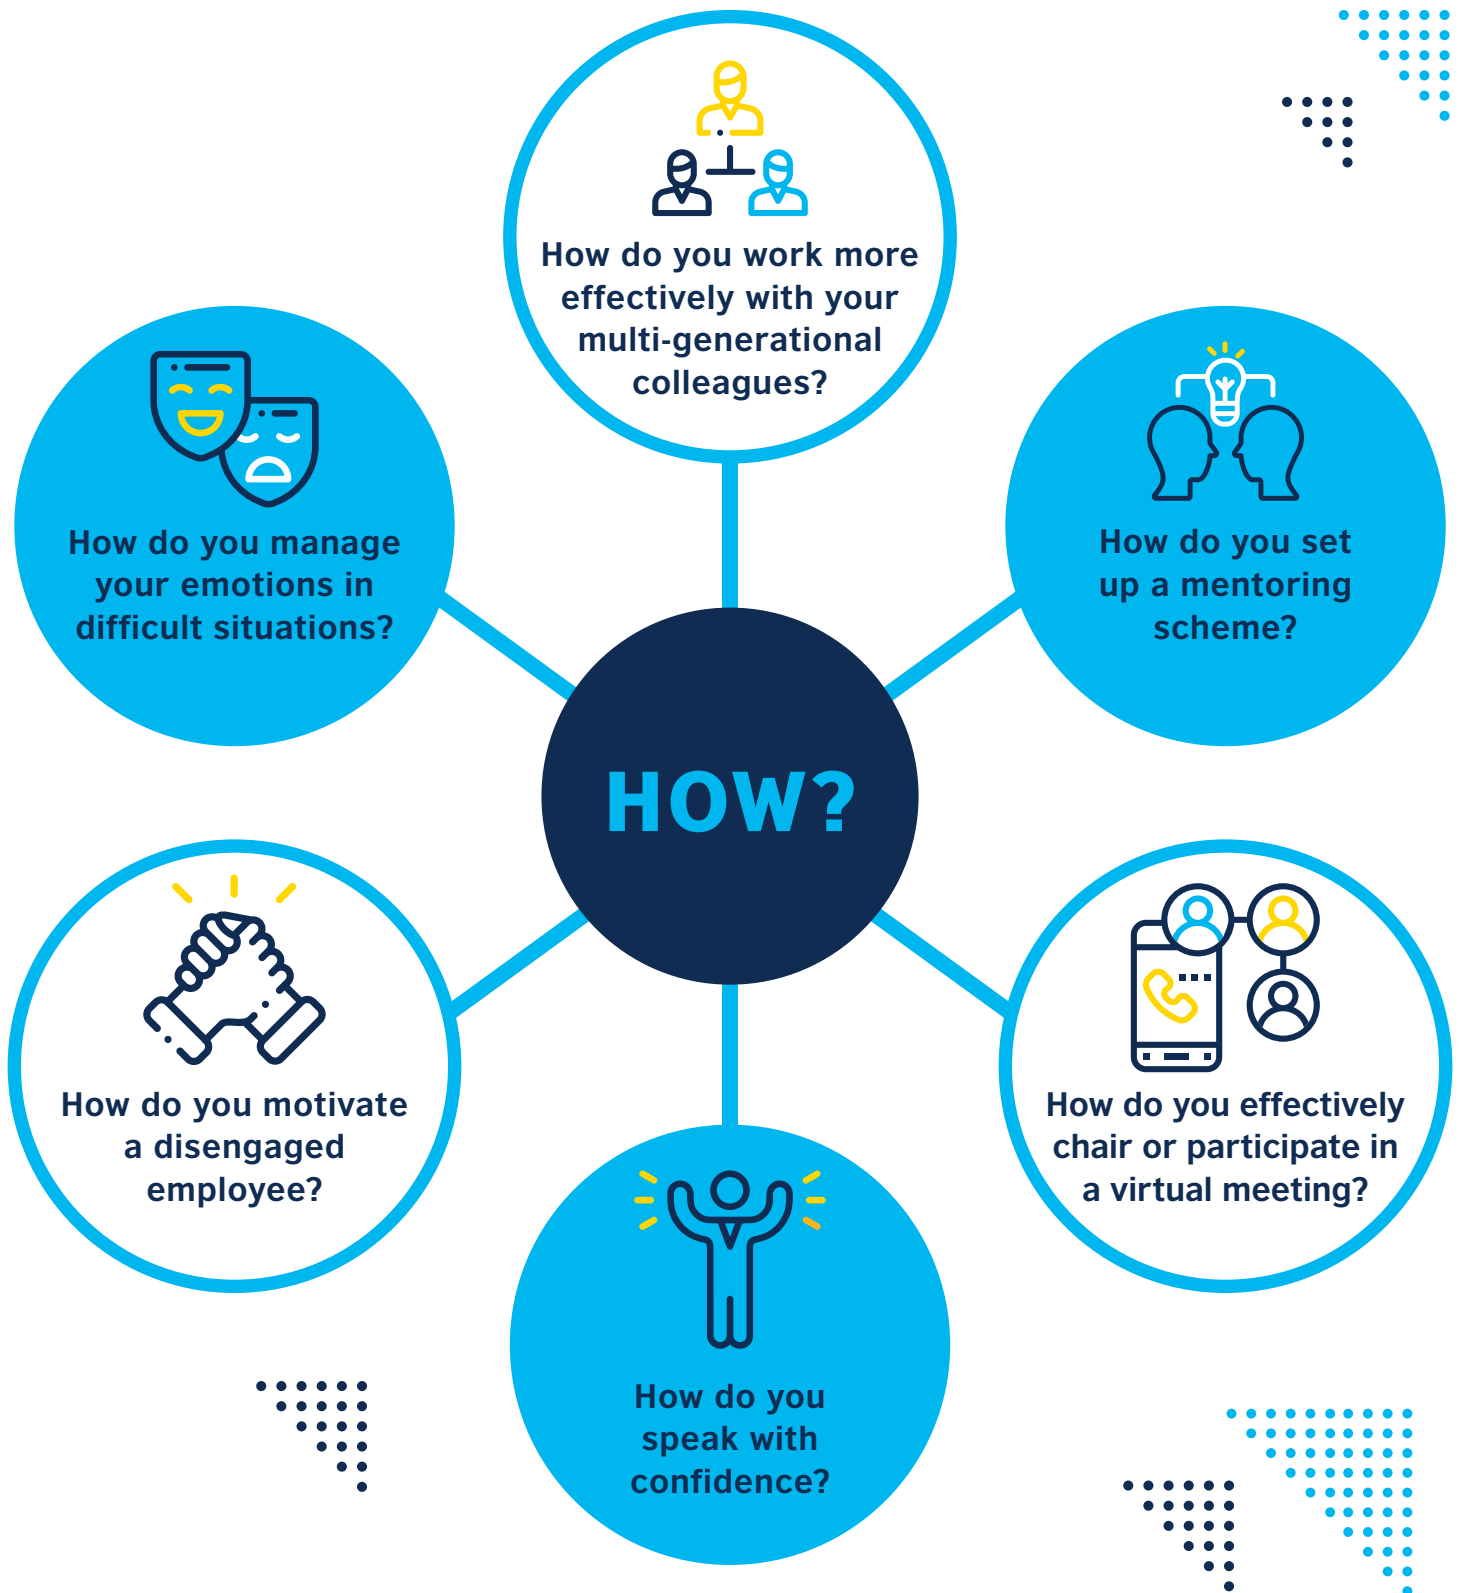 How do you work more
effectively with your
multi-generational
colleagues?
How do you manage
your emotions in
difficult situations?
How do you set
up a mentoring
scheme?
HOW?
How do you motivate
a disengaged
employee?
How do you effectively
chair or participate in
a virtual meeting?
How do you
speak with
confidence?